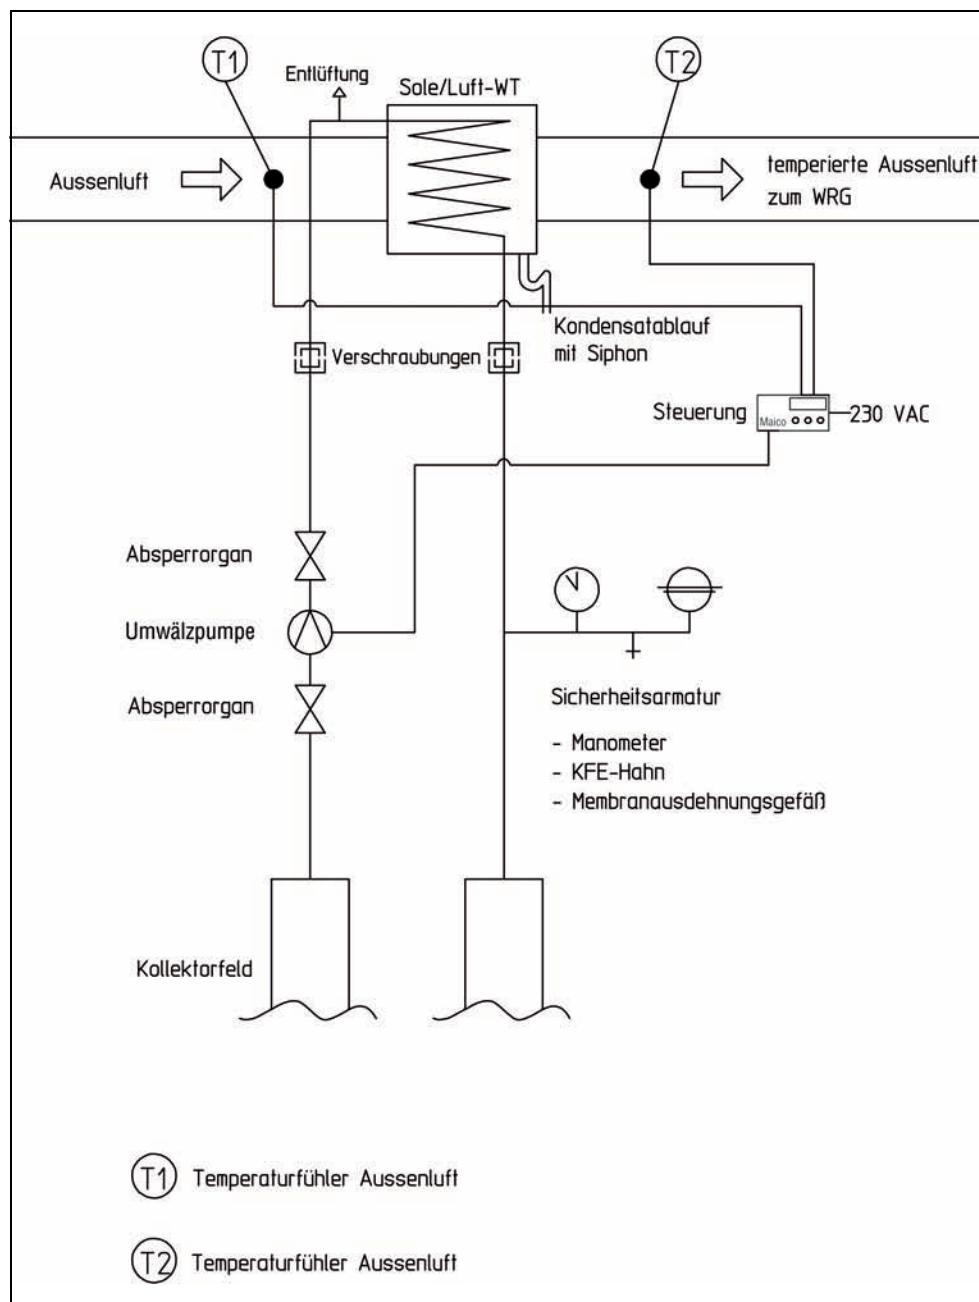 T1
T2
Entlüftung
Sole/Luft-WT
Aussenluft
temperierte Aussenluft
zum WRG
Kondensatablauf
mit Siphon
Verschraubungen
Steuerung
Maico
230 VAC
Absperrorgan
Umwälzpumpe
Absperrorgan
Sicherheitsarmatur
- Manometer
- KFE-Hahn
- Membranausdehnungsgefäß
Kollektorfeld
T1 Temperaturfühler Aussenluft
T2 Temperaturfühler Aussenluft